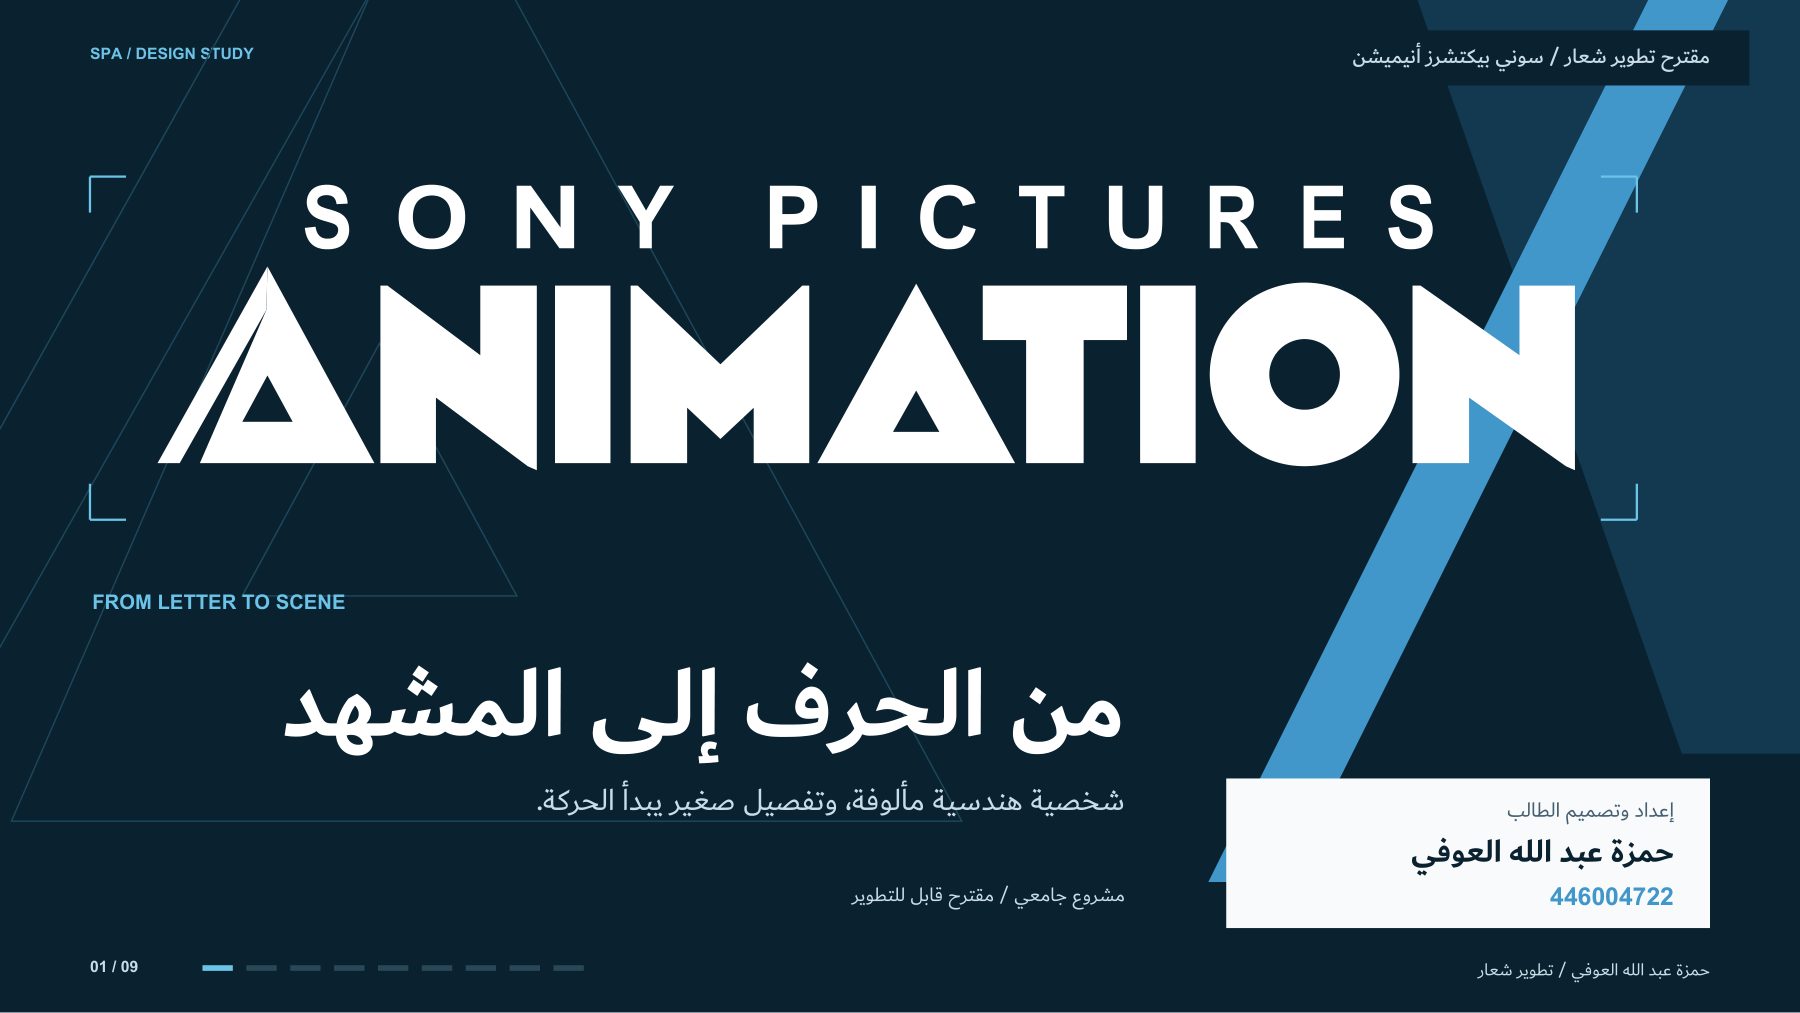 SPA / DESIGN STUDY
مقترح تطوير شعار / سوني بيكتشرز أنيميشن
SONY PICTURES
ANIMATION
FROM LETTER TO SCENE
من الحرف إلى المشهد
شخصية هندسية مألوفة، وتفصيل صغير يبدأ الحركة.
مشروع جامعي / مقترح قابل للتطوير
إعداد وتصميم الطالب
حمزة عبد الله العوفي
446004722
01 / 09
حمزة عبد الله العوفي / تطوير شعار